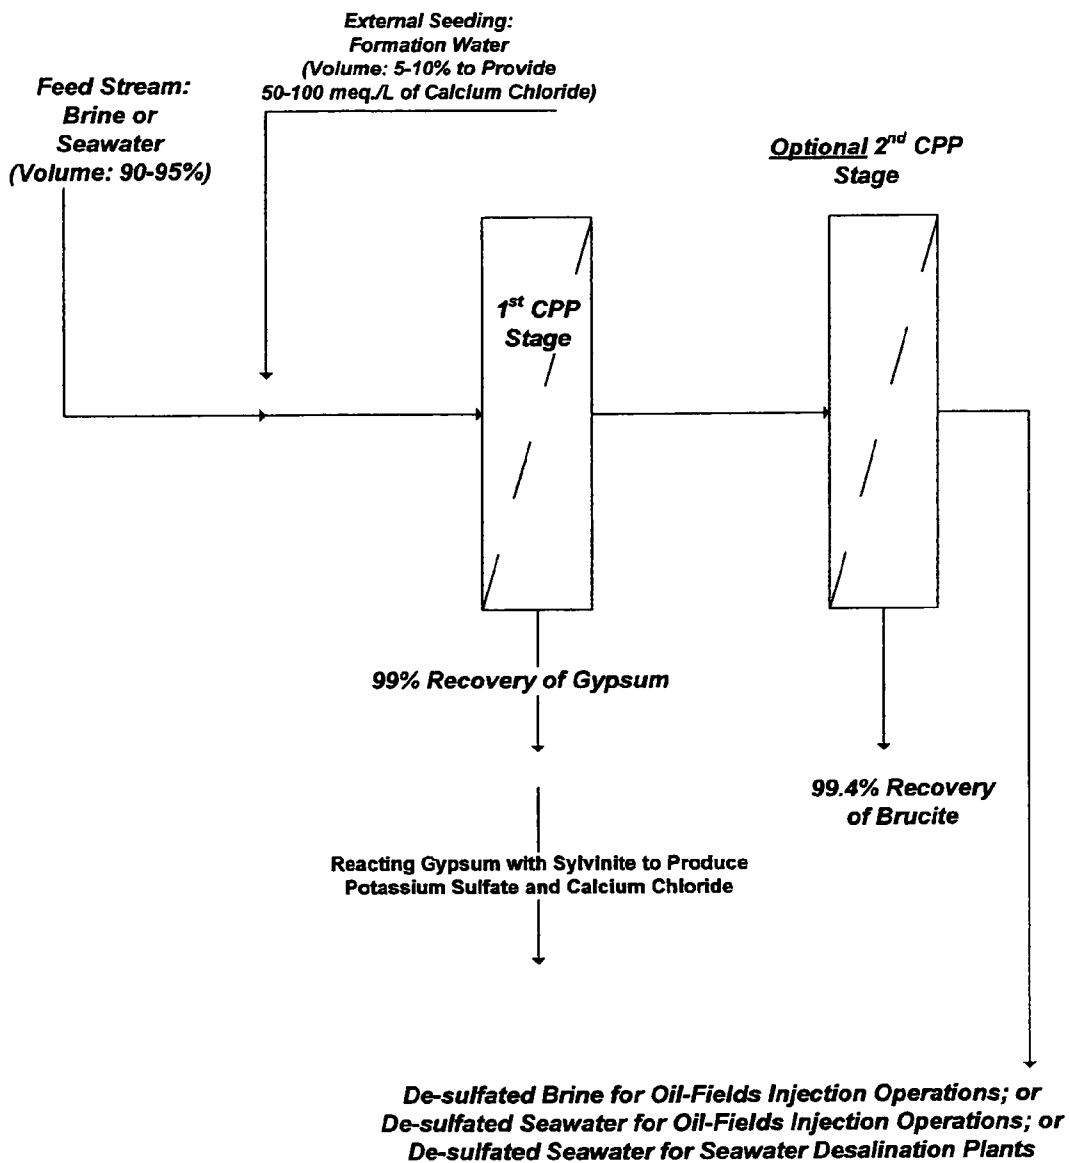 External Seeding:
Formation Water
(Volume: 5-10% to Provide
50-100 meq./L of Calcium Chloride)
Feed Stream:
Brine or
Seawater
(Volume: 90-95%)
Optional 2nd CPP
Stage
1st CPP
Stage
99% Recovery of Gypsum
99.4% Recovery
of Brucite
Reacting Gypsum with Sylvinite to Produce
Potassium Sulfate and Calcium Chloride
De-sulfated Brine for Oil-Fields Injection Operations; or
De-sulfated Seawater for Oil-Fields Injection Operations; or
De-sulfated Seawater for Seawater Desalination Plants